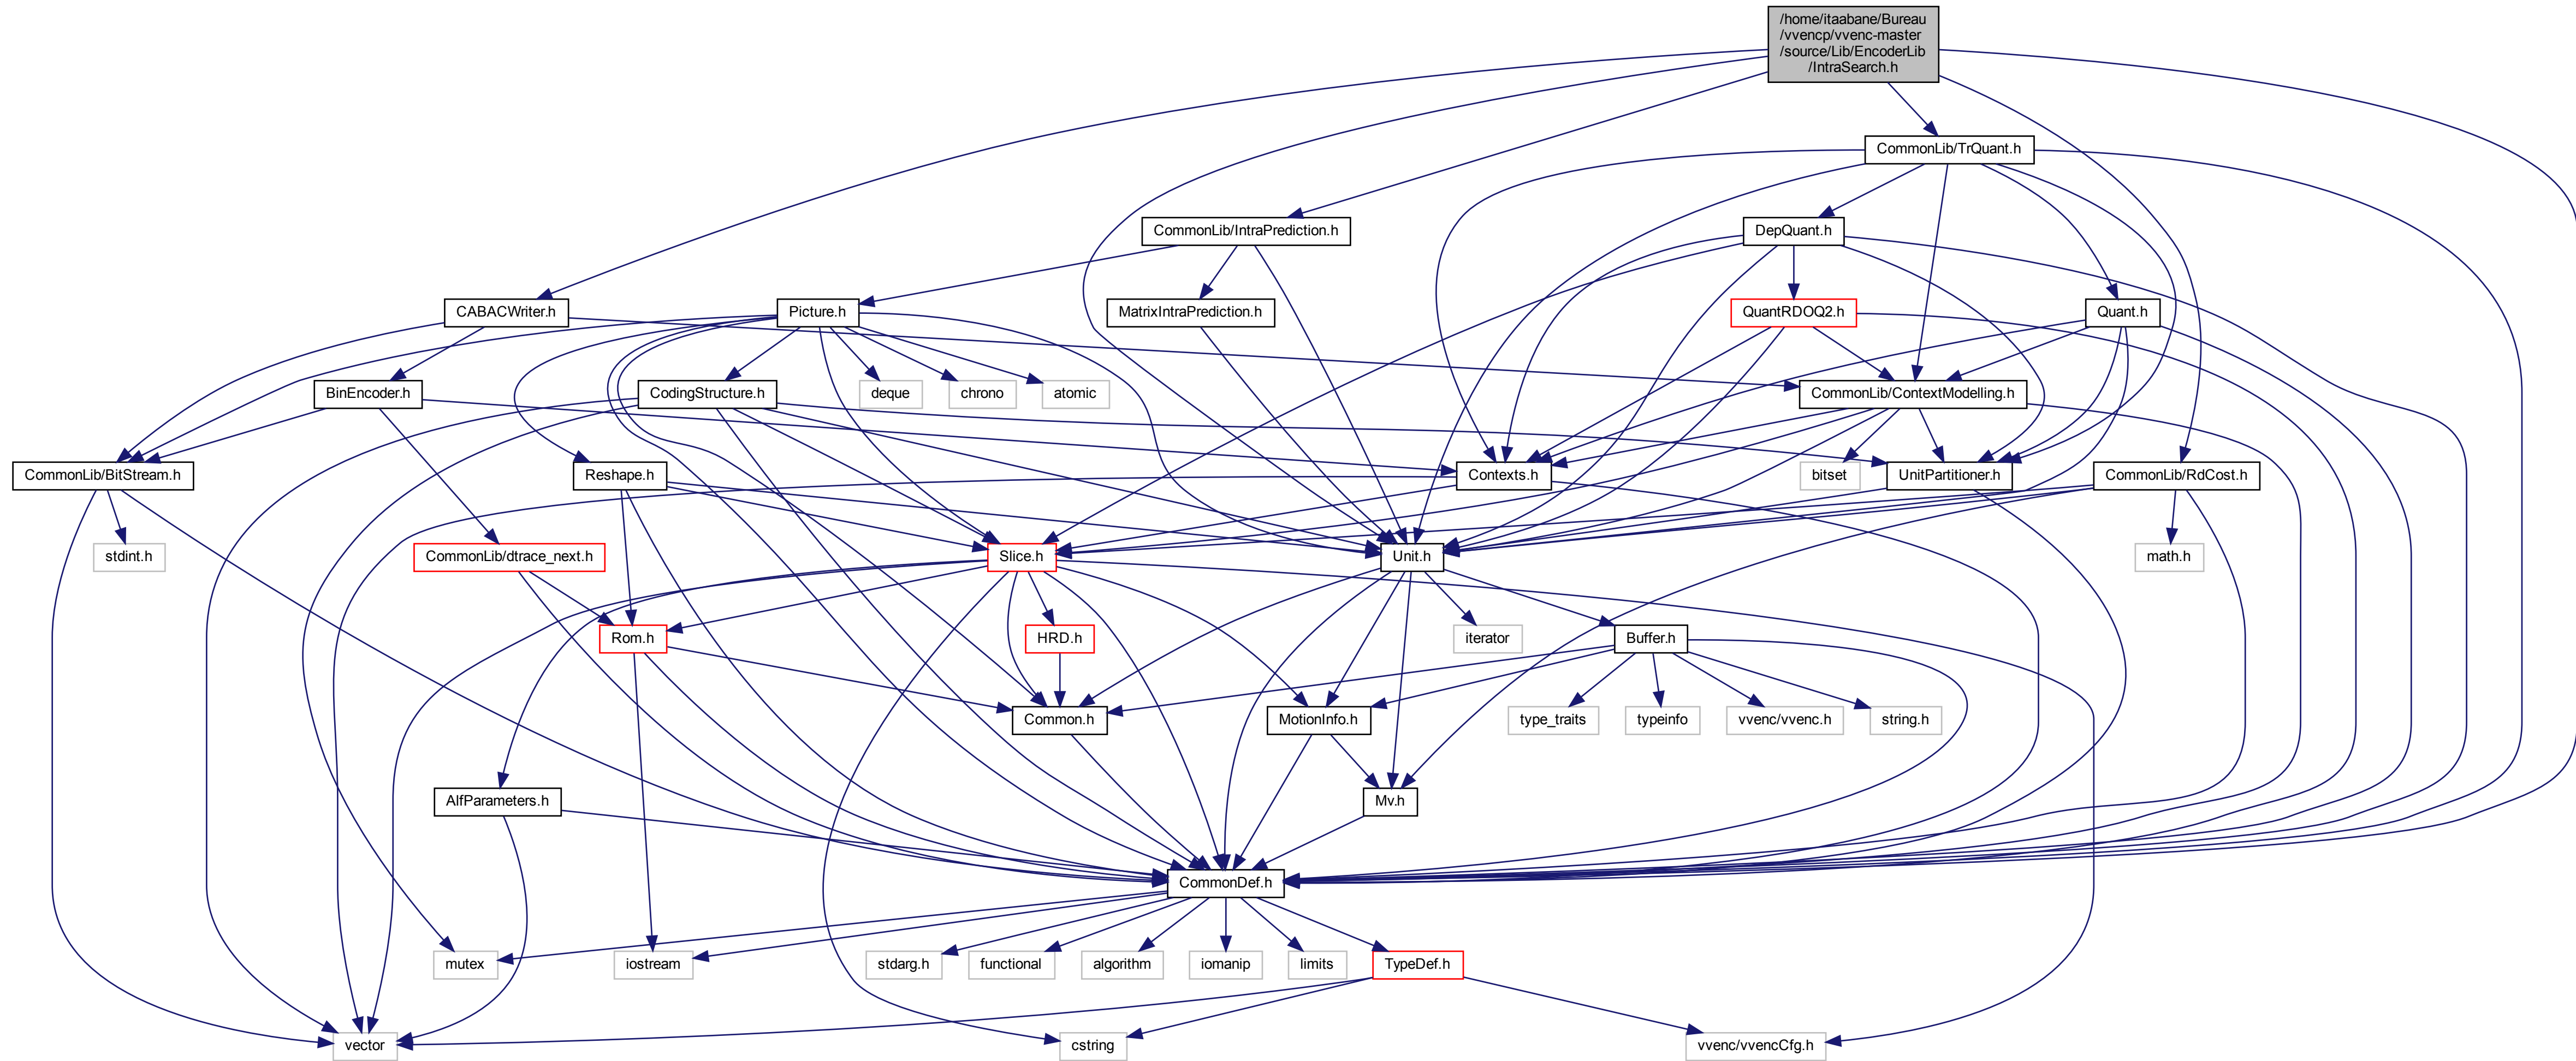 /home/itaabane/Bureau
/vvencp/vvenc-master
/source/Lib/EncoderLib
/IntraSearch.h
CommonLib/TrQuant.h
CommonLib/IntraPrediction.h
DepQuant.h
CABACWriter.h
Picture.h
MatrixIntraPrediction.h
QuantRDOQ2.h
Quant.h
BinEncoder.h
CodingStructure.h
deque
chrono
atomic
CommonLib/ContextModelling.h
CommonLib/BitStream.h
Reshape.h
Contexts.h
bitset
UnitPartitioner.h
CommonLib/RdCost.h
stdint.h
CommonLib/dtrace_next.h
Slice.h
Unit.h
math.h
Rom.h
HRD.h
iterator
Buffer.h
Common.h
MotionInfo.h
type_traits
typeinfo
vvenc/vvenc.h
string.h
AlfParameters.h
Mv.h
CommonDef.h
mutex
iostream
stdarg.h
functional
algorithm
iomanip
limits
TypeDef.h
vector
cstring
vvenc/vvencCfg.h